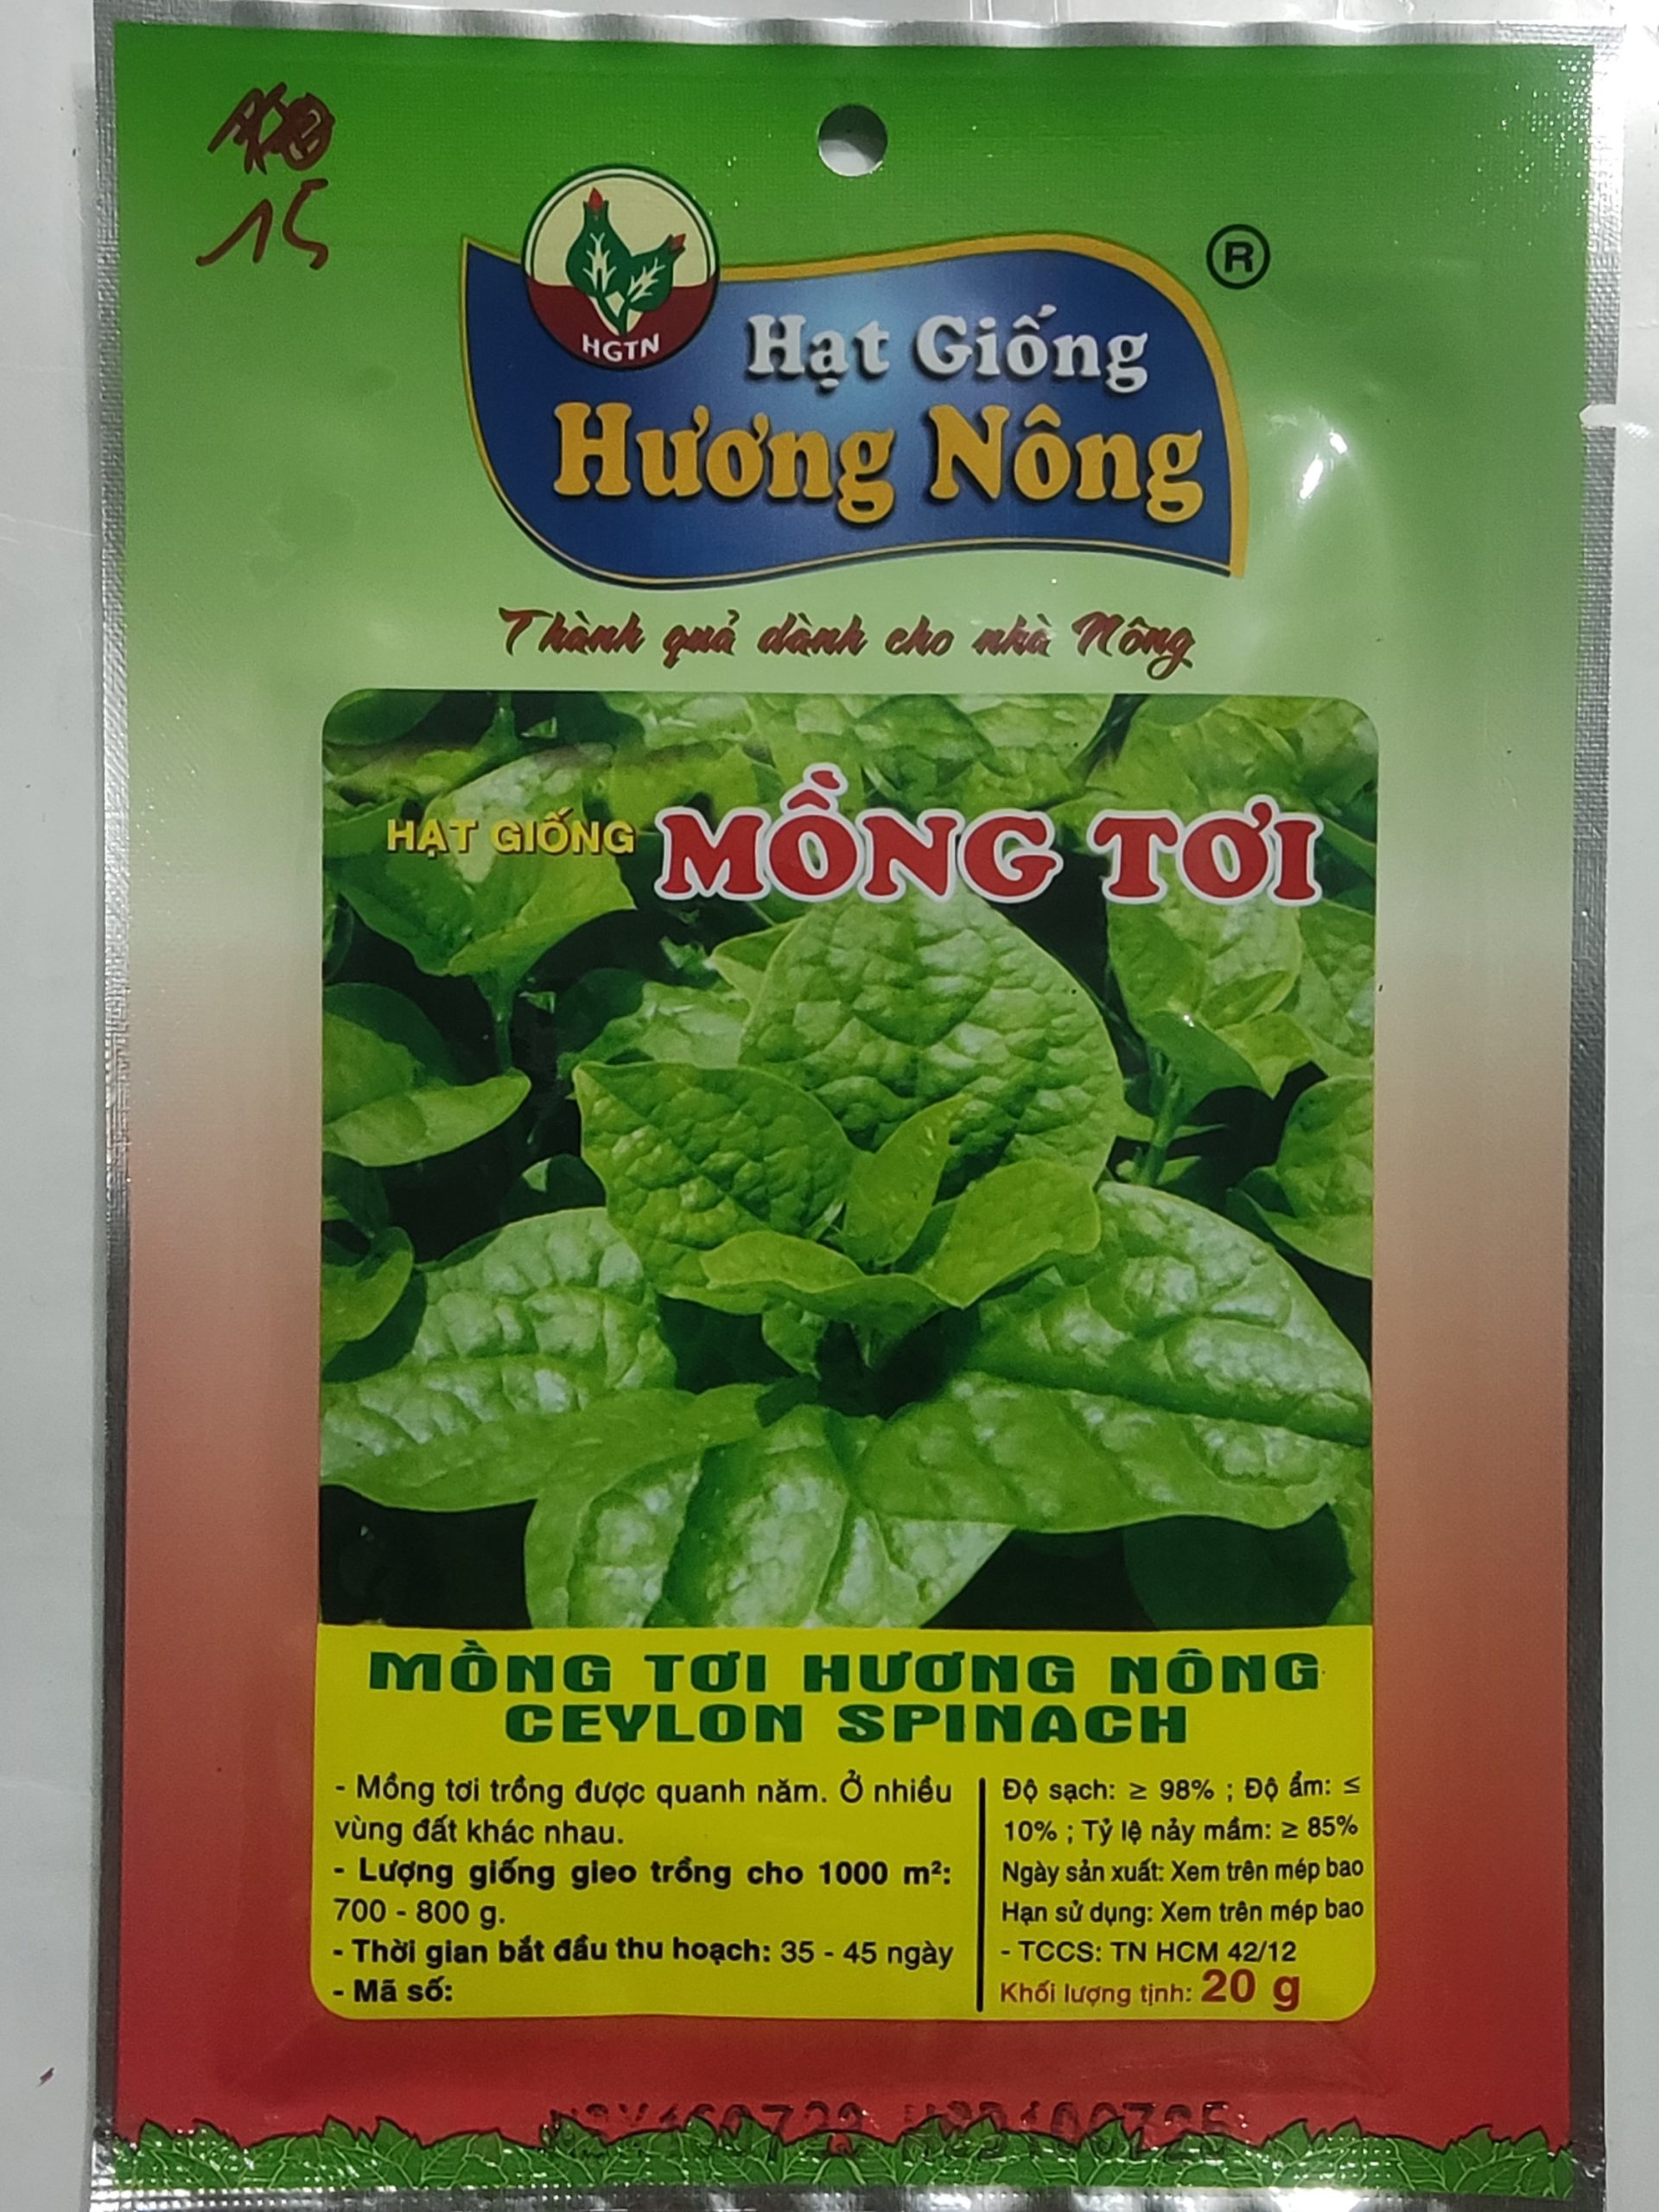 15
HGTN
®
Hạt Giống
Hương Nông
Thành quả dành cho nhà Nông
HẠT GIỐNG MỒNG TƠI
MỒNG TƠI HƯƠNG NÔNG
CEYLON SPINACH
- Mồng tơi trồng được quanh năm. Ở nhiều
vùng đất khác nhau.
- Lượng giống gieo trồng cho 1000 m²:
700 - 800 g.
- Thời gian bắt đầu thu hoạch: 35 - 45 ngày
- Mã số:
Độ sạch: ≥ 98% ; Độ ẩm: ≤
10% ; Tỷ lệ nảy mầm: ≥ 85%
Ngày sản xuất: Xem trên mép bao
Hạn sử dụng: Xem trên mép bao
- TCCS: TN HCM 42/12
Khối lượng tịnh: 20 g